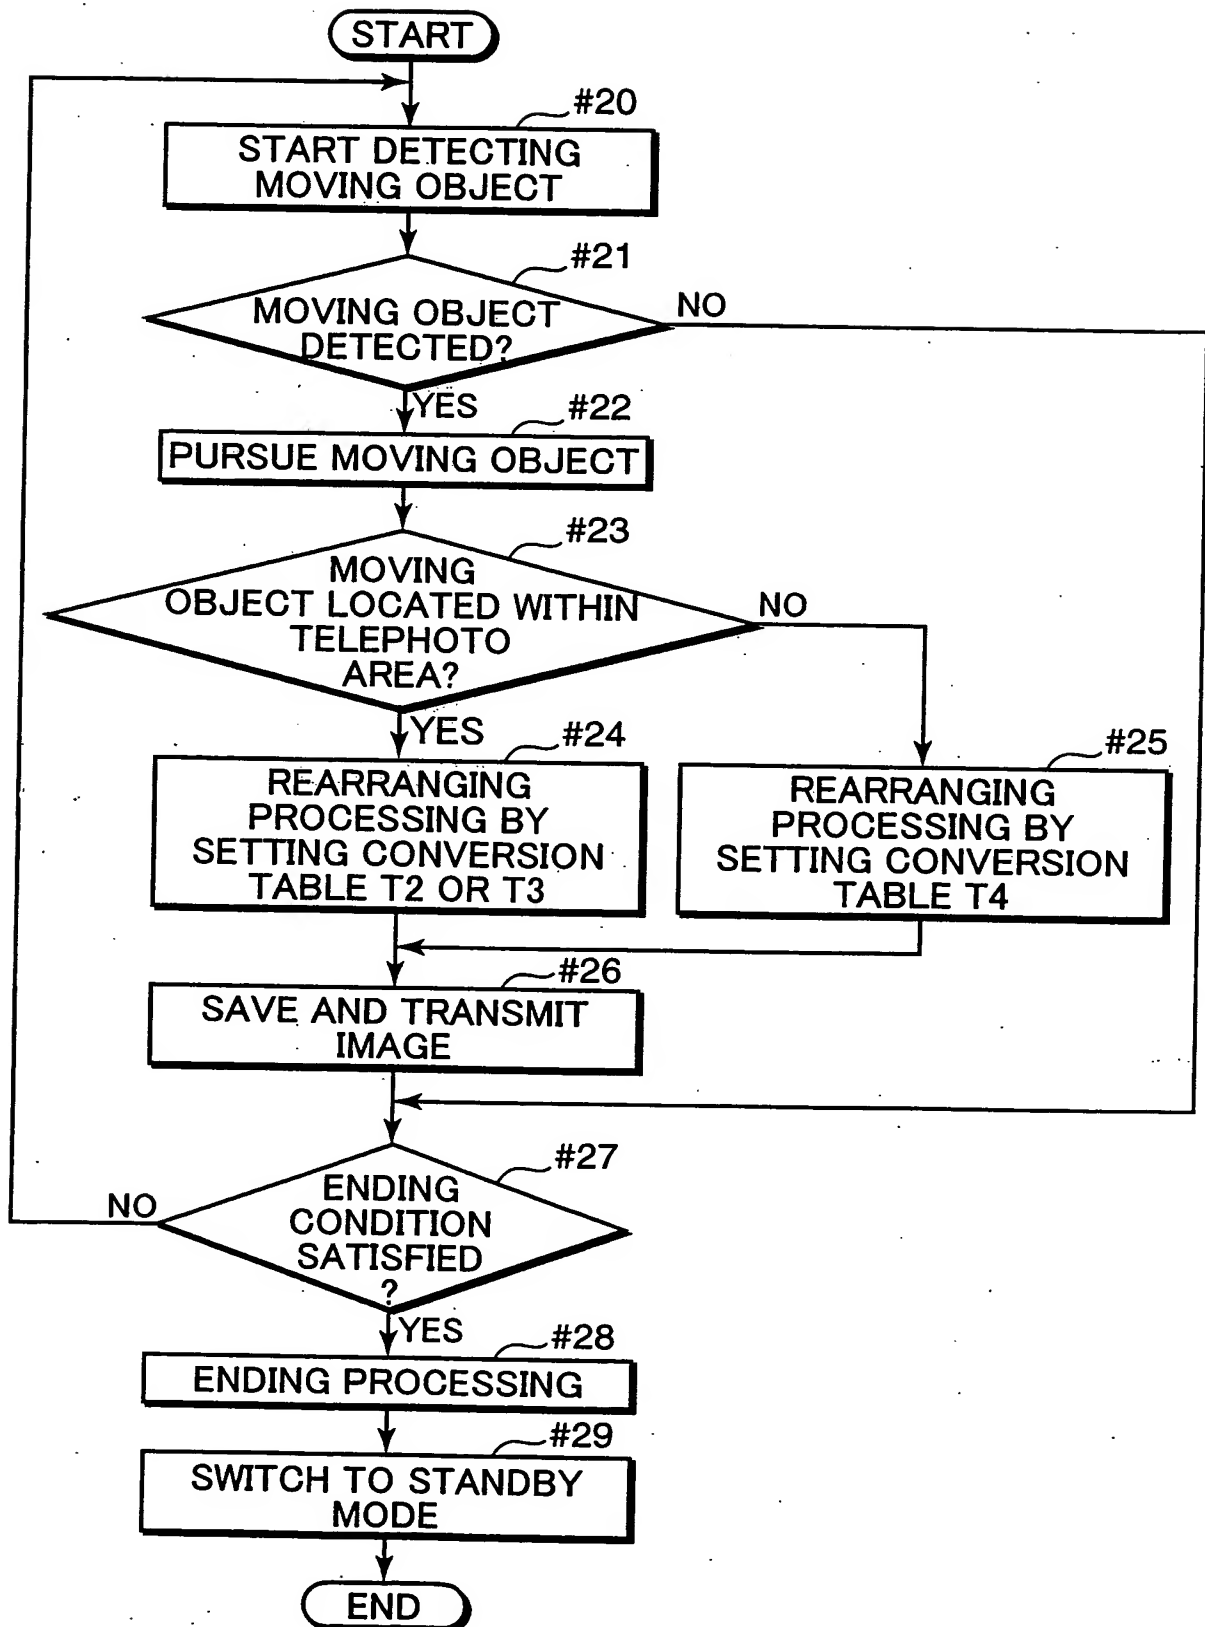 START
#20
START DETECTING
MOVING OBJECT
#21
MOVING OBJECT
DETECTED?
NO
YES
#22
PURSUE MOVING OBJECT
#23
MOVING
OBJECT LOCATED WITHIN
TELEPHOTO
AREA?
NO
YES
#24
REARRANGING
PROCESSING BY
SETTING CONVERSION
TABLE T2 OR T3
#25
REARRANGING
PROCESSING BY
SETTING CONVERSION
TABLE T4
#26
SAVE AND TRANSMIT
IMAGE
#27
ENDING
CONDITION
SATISFIED
?
NO
YES
#28
ENDING PROCESSING
#29
SWITCH TO STANDBY
MODE
END